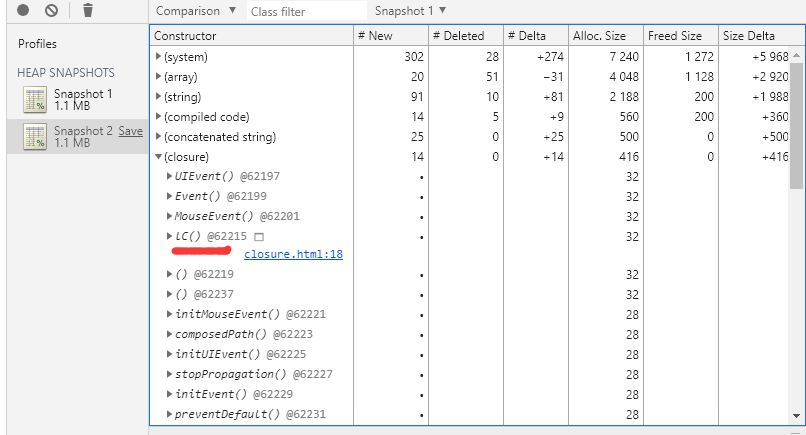 Comparison ▼ Class filter Snapshot 1 ▼
Profiles
HEAP SNAPSHOTS
Snapshot 1
1.1 MB
Snapshot 2 Save
1.1 MB
Constructor # New # Deleted # Delta Alloc. Size Freed Size Size Delta
▶(system) 302 28 +274 7 240 1 272 +5 968
▶(array) 20 51 −31 4 048 1 128 +2 920
▶(string) 91 10 +81 2 188 200 +1 988
▶(compiled code) 14 5 +9 560 200 +360
▶(concatenated string) 25 0 +25 500 0 +500
▼(closure) 14 0 +14 416 0 +416
▶UIEvent() @62197 • 32
▶Event() @62199 • 32
▶MouseEvent() @62201 • 32
▶lC() @62215 • 32
closure.html:18
▶() @62219 • 32
▶() @62237 • 32
▶initMouseEvent() @62221 • 28
▶composedPath() @62223 • 28
▶initUIEvent() @62225 • 28
▶stopPropagation() @62227 • 28
▶initEvent() @62229 • 28
▶preventDefault() @62231 • 28